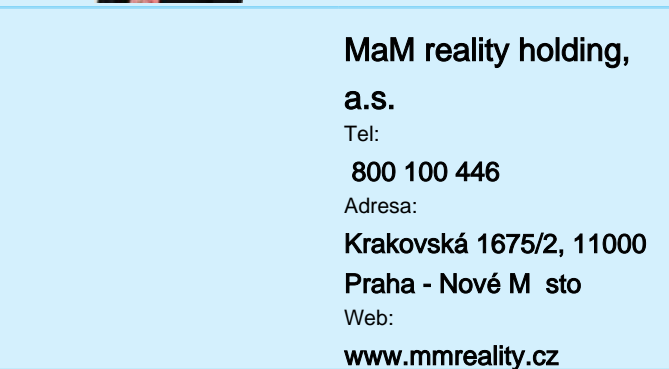 MaM reality holding,
a.s.
Tel:
800 100 446
Adresa:
Krakovská 1675/2, 11000
Praha - Nové M sto
Web:
www.mmreality.cz